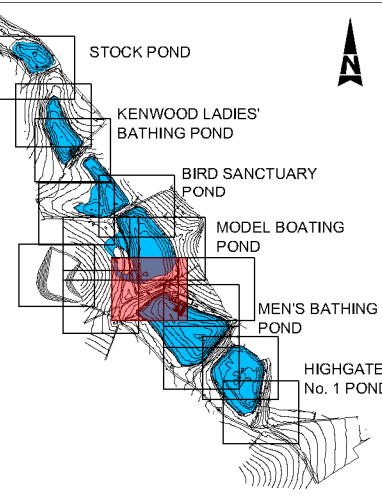 STOCK POND
N
KENWOOD LADIES'
BATHING POND
BIRD SANCTUARY
POND
MODEL BOATING
POND
MEN'S BATHING
POND
HIGHGATE
No. 1 POND